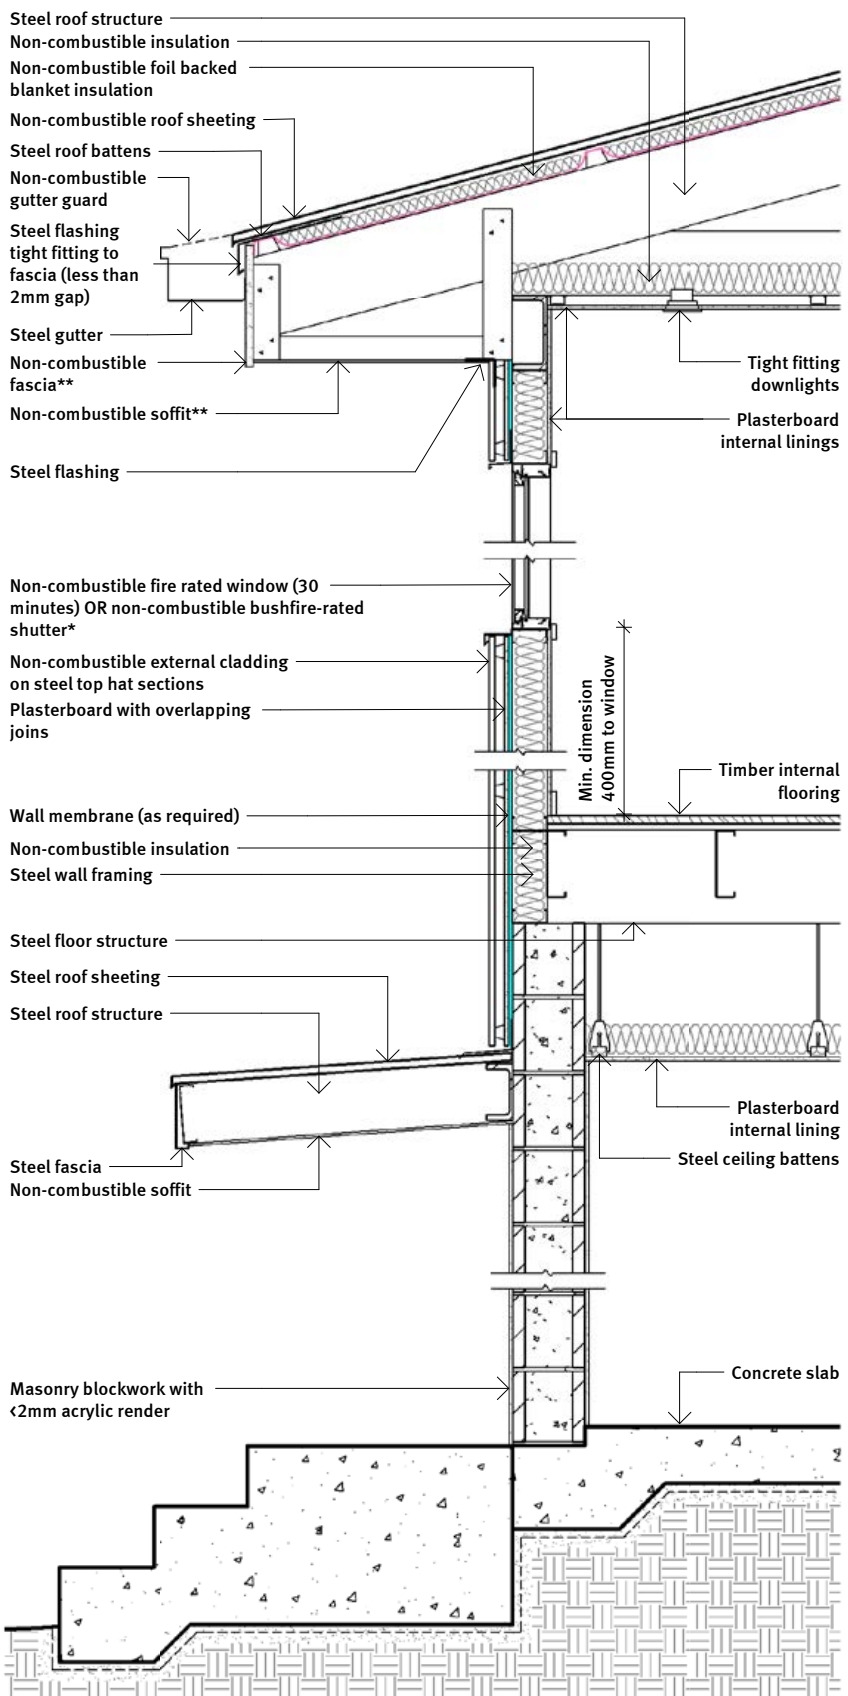 Steel roof structure
Non-combustible insulation
Non-combustible foil backed
blanket insulation
Non-combustible roof sheeting
Steel roof battens
Non-combustible
gutter guard
Steel flashing
tight fitting to
fascia (less than
2mm gap)
Steel gutter
Non-combustible
fascia**
Non-combustible soffit**
Steel flashing
Tight fitting
downlights
Plasterboard
internal linings
Non-combustible fire rated window (30
minutes) OR non-combustible bushfire-rated
shutter*
Non-combustible external cladding
on steel top hat sections
Plasterboard with overlapping
joins
Min. dimension
400mm to window
Timber internal
flooring
Wall membrane (as required)
Non-combustible insulation
Steel wall framing
Steel floor structure
Steel roof sheeting
Steel roof structure
Plasterboard
internal lining
Steel ceiling battens
Steel fascia
Non-combustible soffit
Concrete slab
Masonry blockwork with
<2mm acrylic render